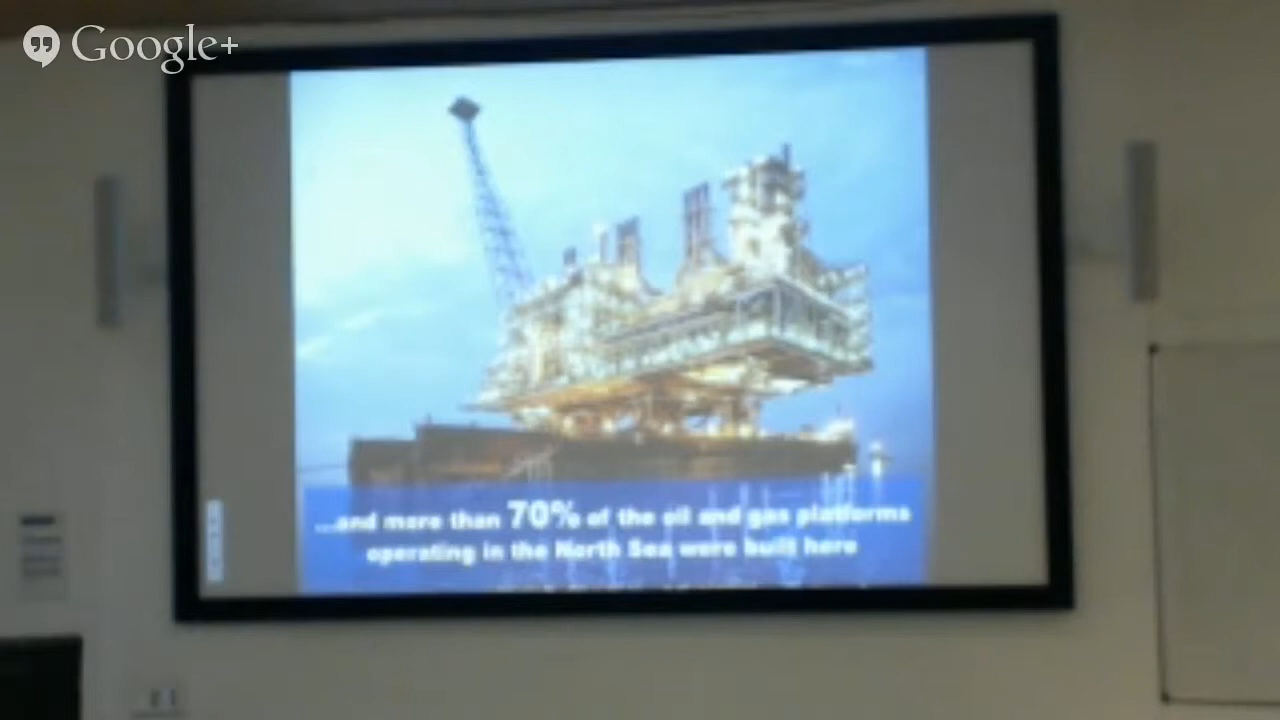 Google+
...and more than 70% of the oil and gas platforms
operating in the North Sea were built here